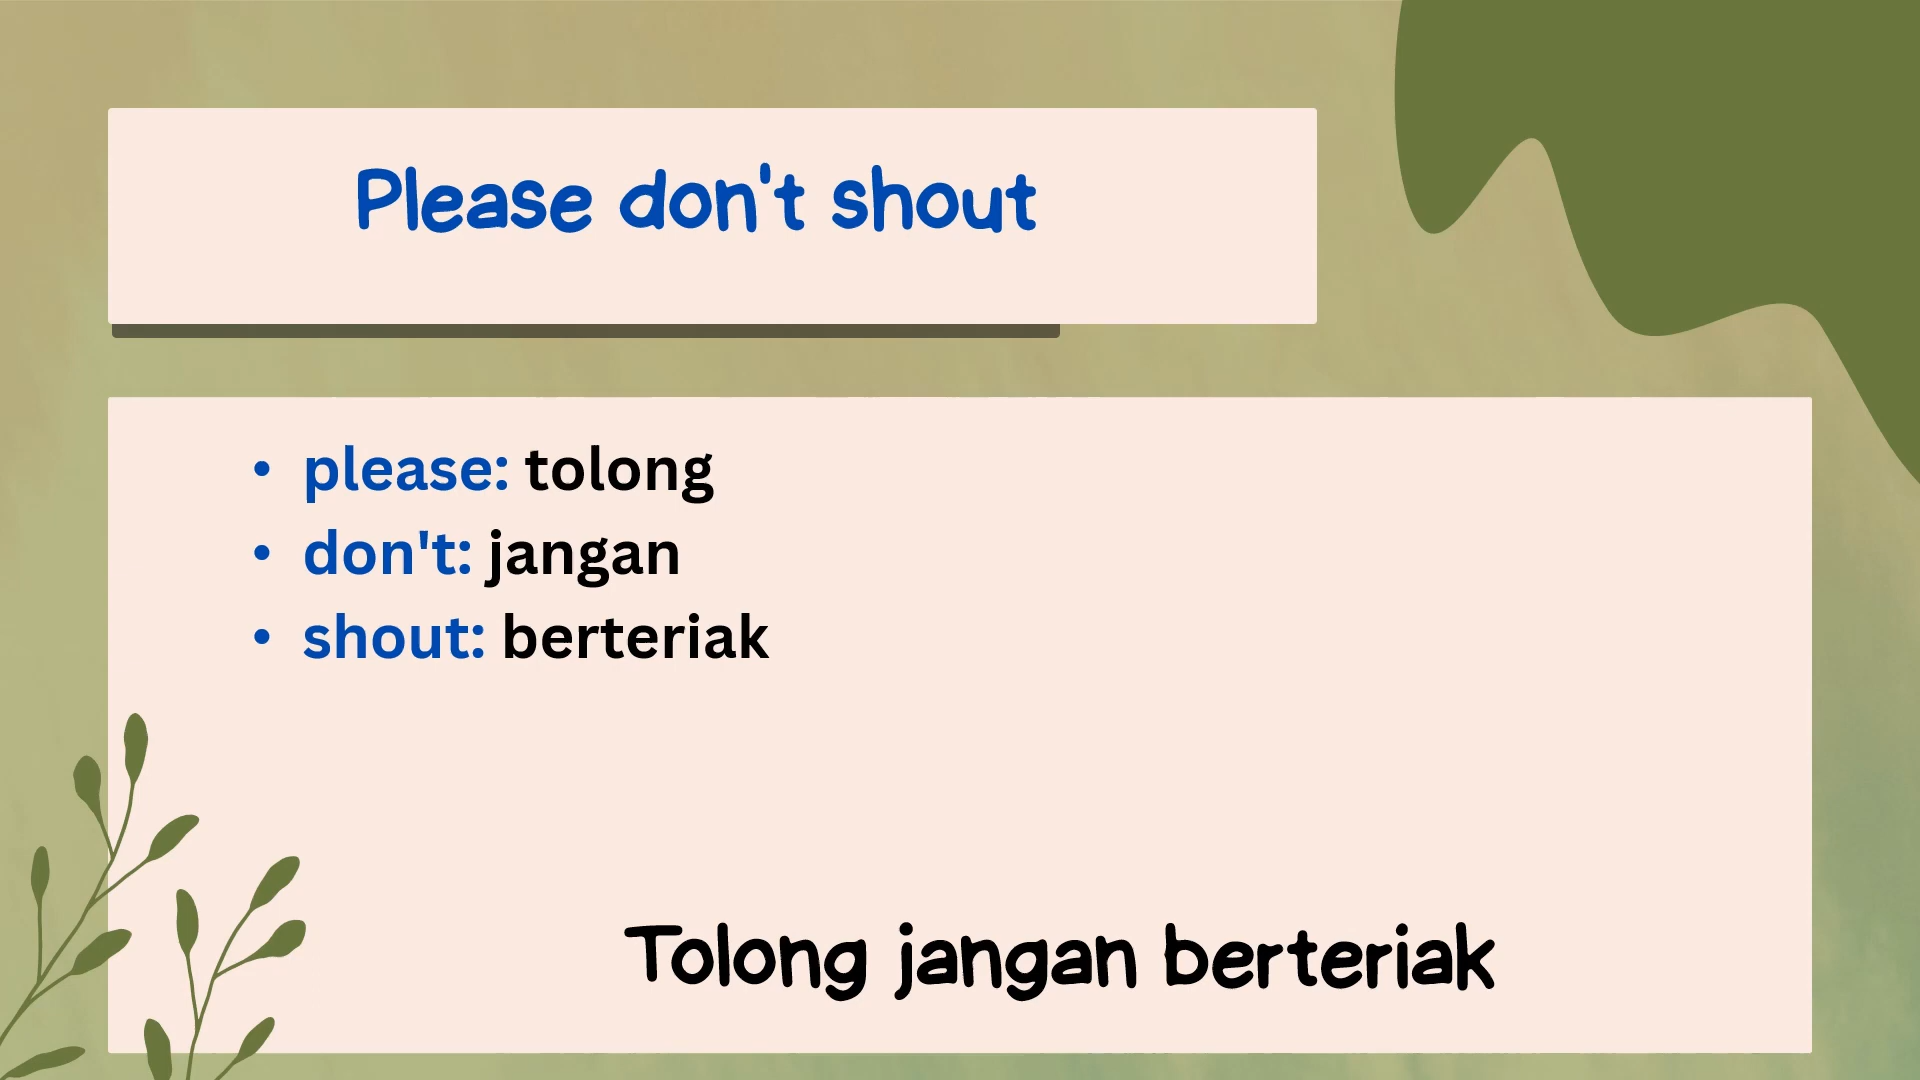 Please don't shout
• please: tolong
• don't: jangan
• shout: berteriak
Tolong jangan berteriak